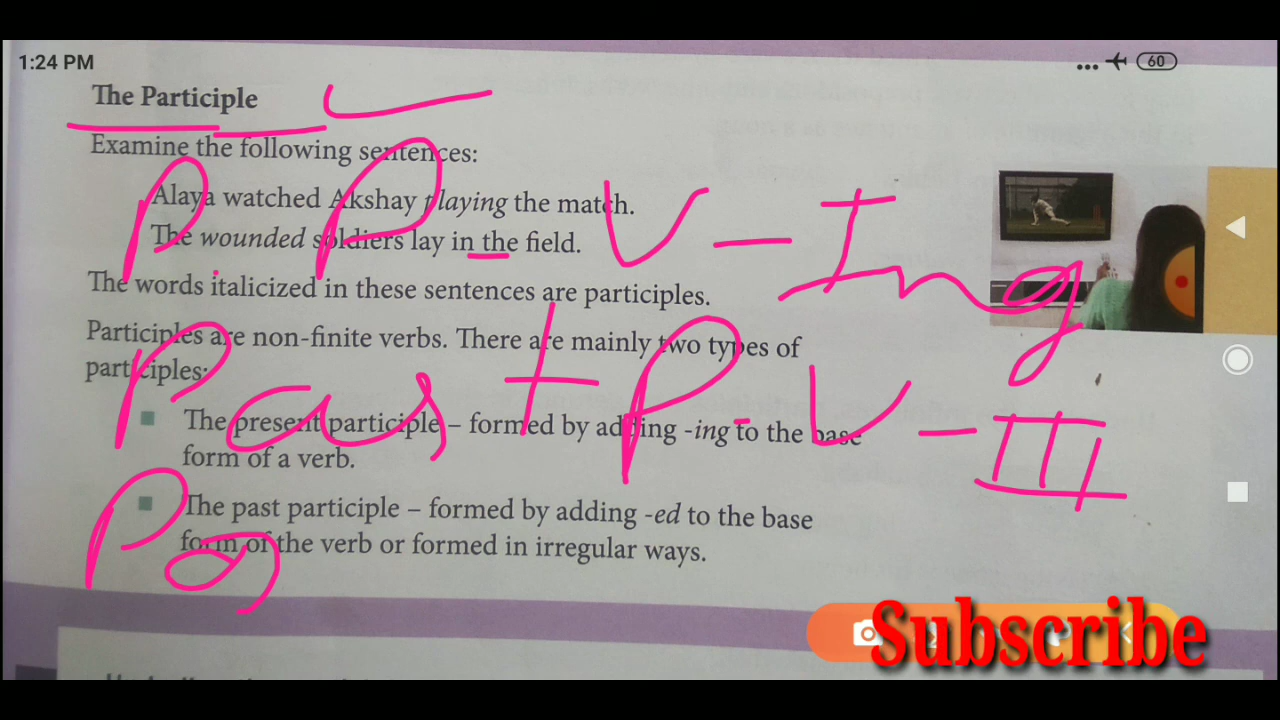 1:24 PM
60
The Participle
Examine the following sentences:
Alaya watched Akshay playing the match.
The wounded soldiers lay in the field.
The words italicized in these sentences are participles.
Participles are non-finite verbs. There are mainly two types of
participles:
The present participle – formed by adding -ing to the base
form of a verb.
The past participle – formed by adding -ed to the base
form of the verb or formed in irregular ways.
P P V - Ing
Past P - V - III
Pa
Subscribe